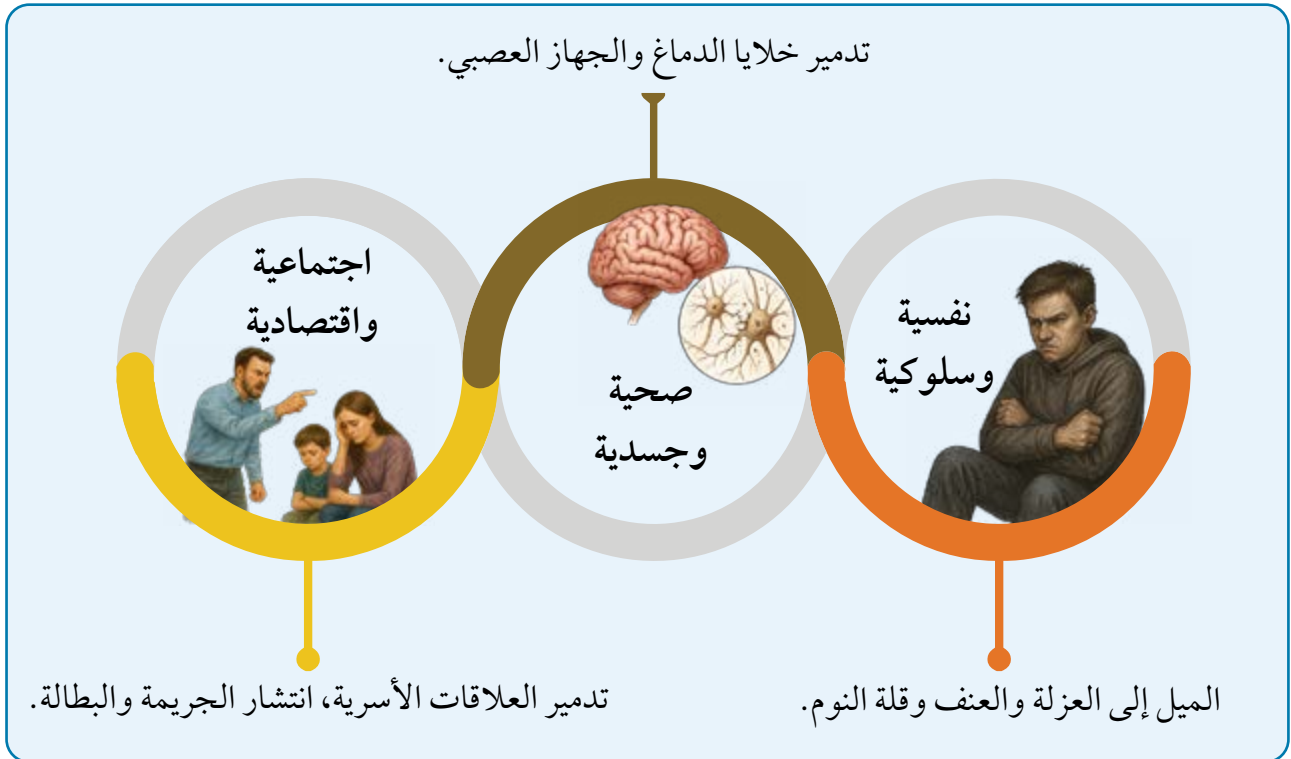 تدمير خلايا الدماغ والجهاز العصبي.
نفسية
وسلوكية
صحية
وجسدية
اجتماعية
واقتصادية
الميل إلى العزلة والعنف وقلة النوم.
تدمير العلاقات الأسرية، انتشار الجريمة والبطالة.